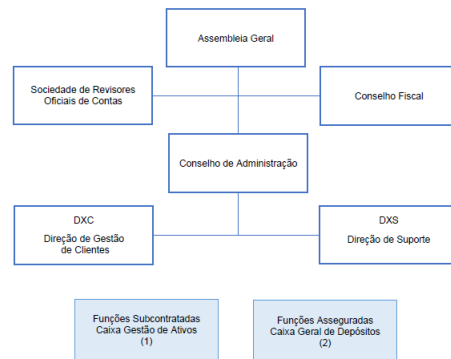 Assembleia Geral
Sociedade de Revisores
Oficiais de Contas
Conselho Fiscal
Conselho de Administração
DXC
Direção de Gestão
de Clientes
DXS
Direção de Suporte
Funções Subcontratadas
Caixa Gestão de Ativos
(1)
Funções Asseguradas
Caixa Geral de Depósitos
(2)